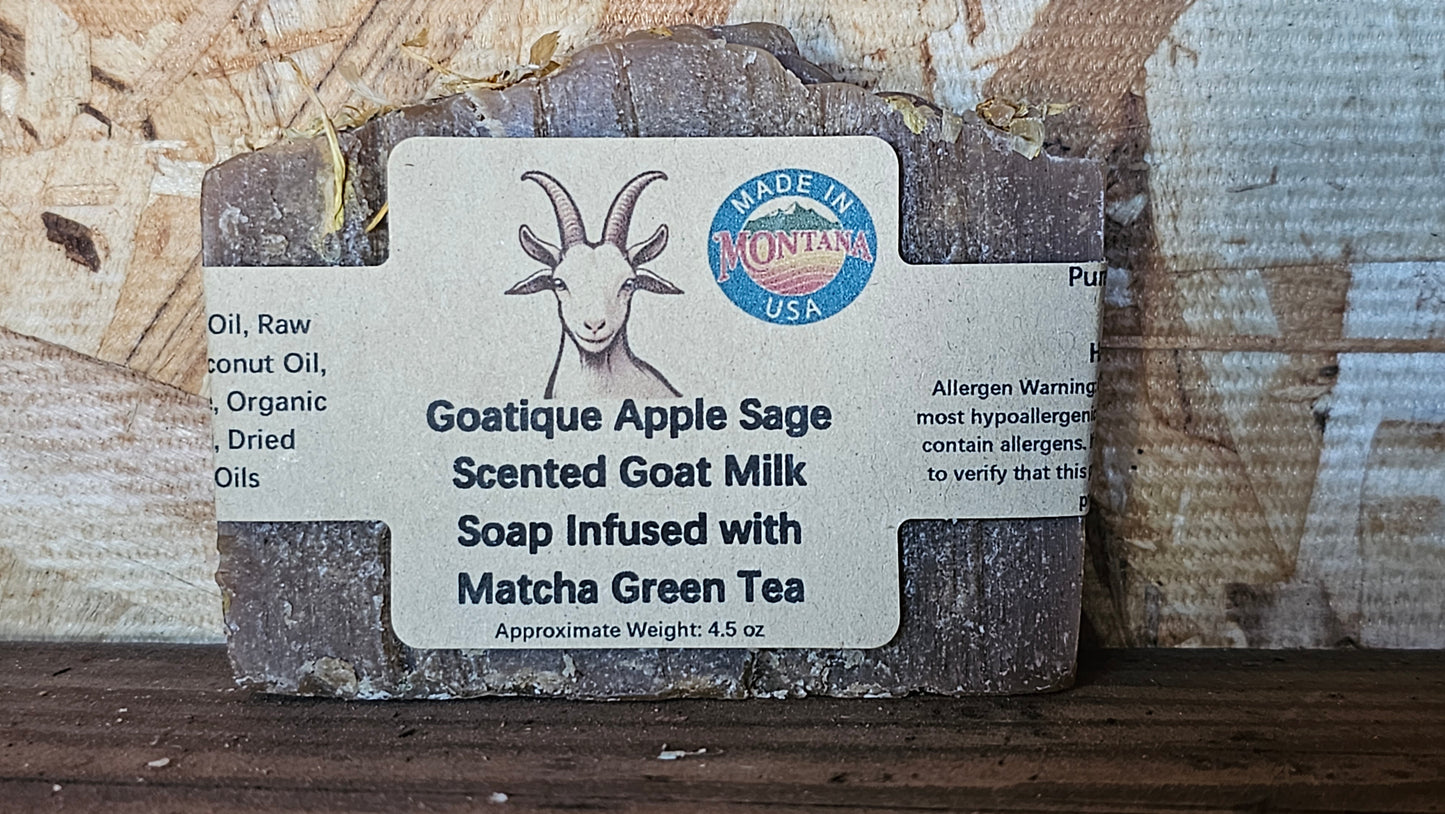 Oil, Raw
conut Oil,
, Organic
, Dried
Oils
MADE IN
MONTANA
USA
Goatique Apple Sage
Scented Goat Milk
Soap Infused with
Matcha Green Tea
Approximate Weight: 4.5 oz
Pur
H
Allergen Warning
most hypoallergeni
contain allergens.
to verify that this
p